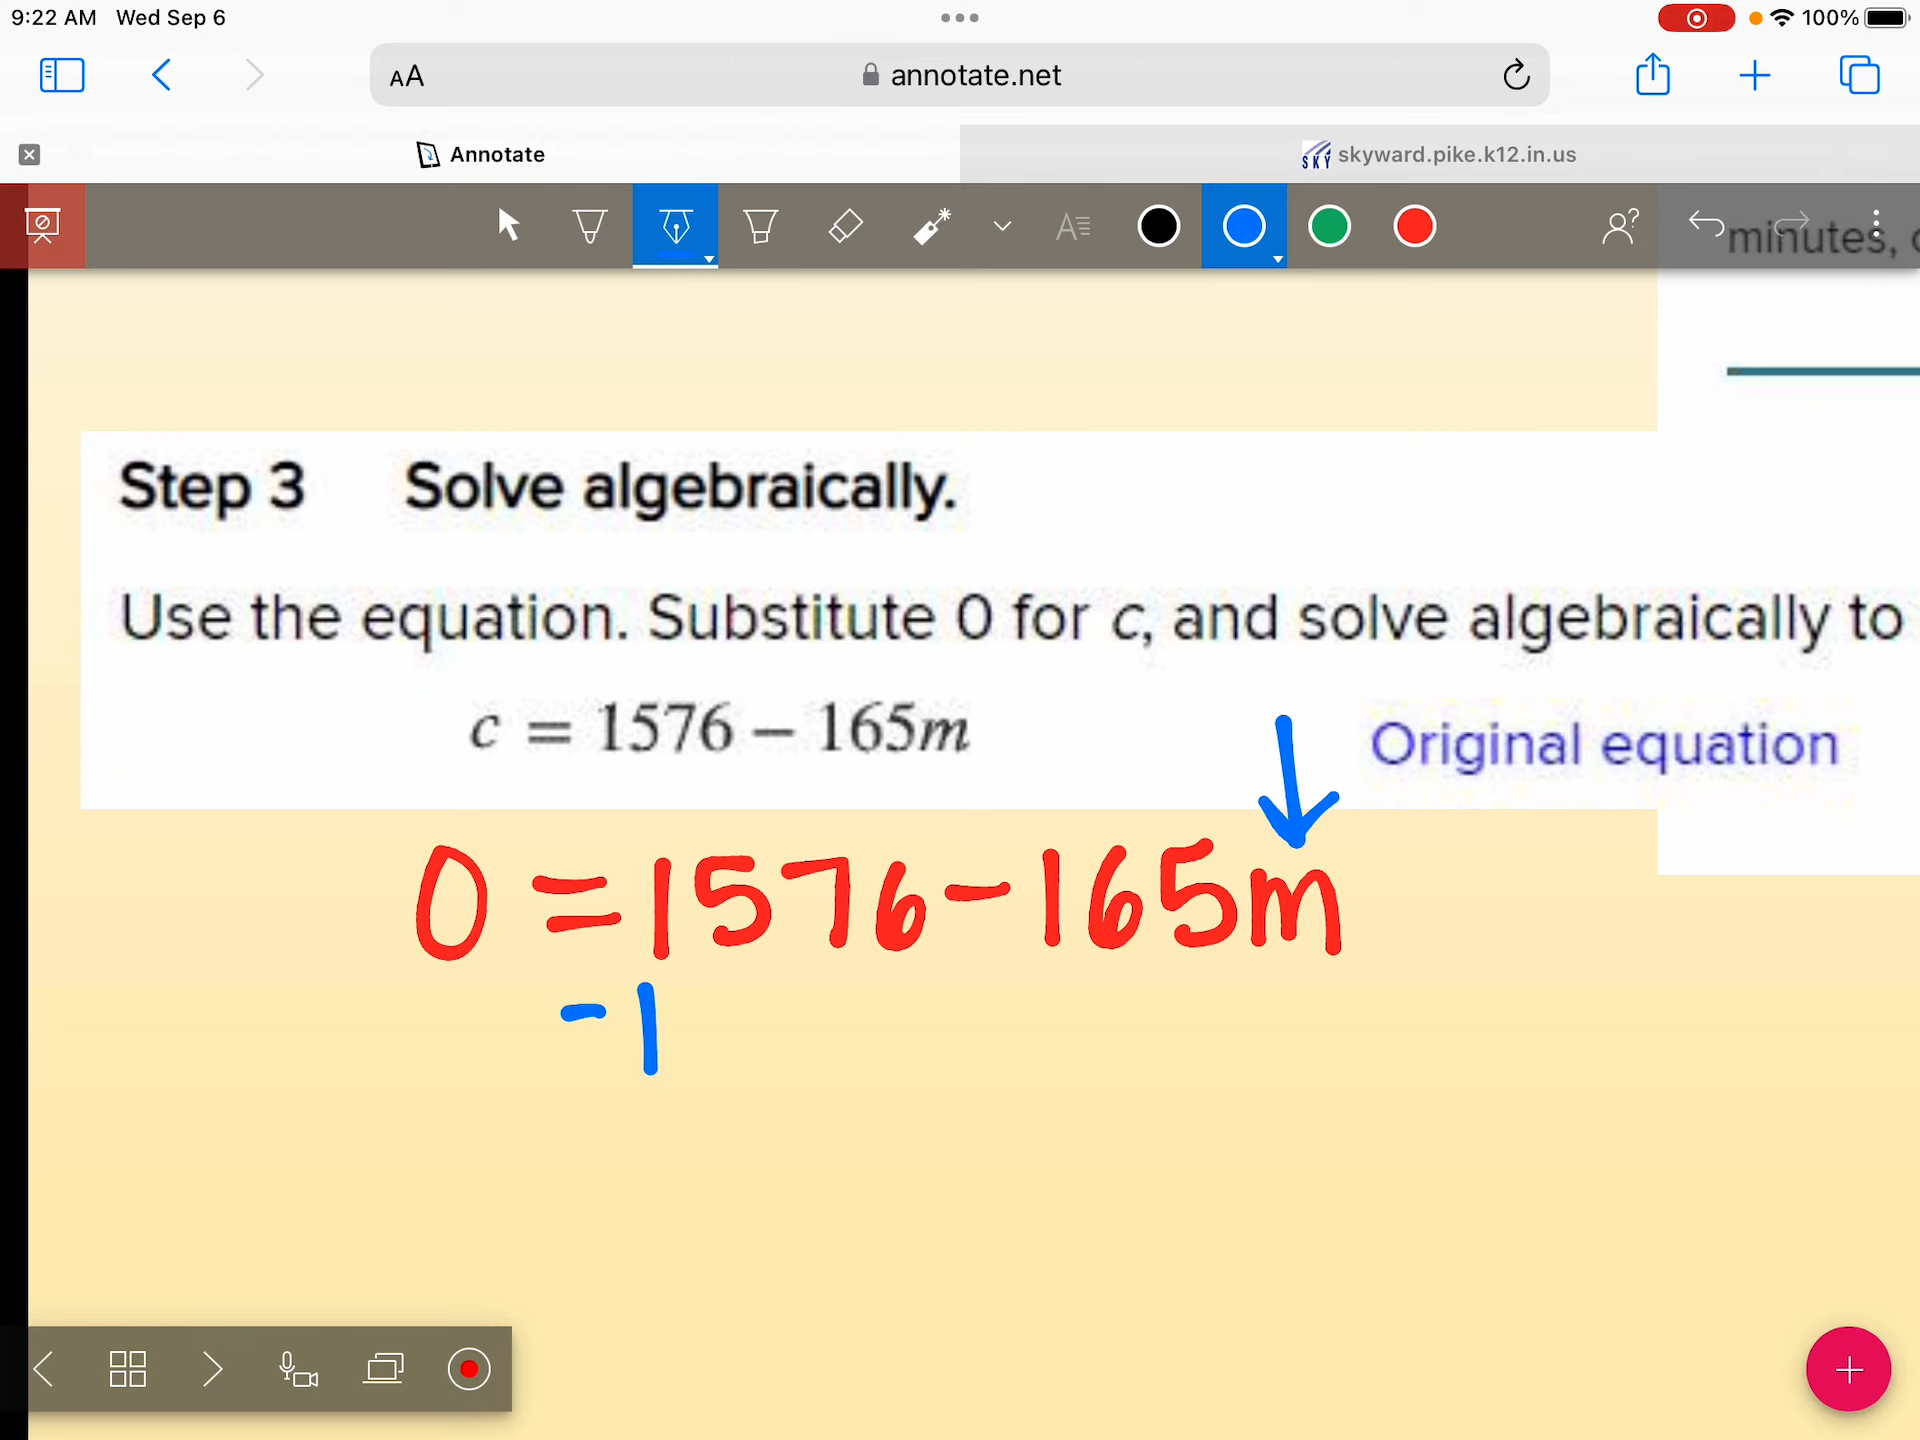 9:22 AM Wed Sep 6
100%
AA annotate.net
Annotate
SKY skyward.pike.k12.in.us
minutes,
Step 3 Solve algebraically.
Use the equation. Substitute 0 for c, and solve algebraically to
c = 1576 – 165m
Original equation
0 = 1576 - 165m
- 1